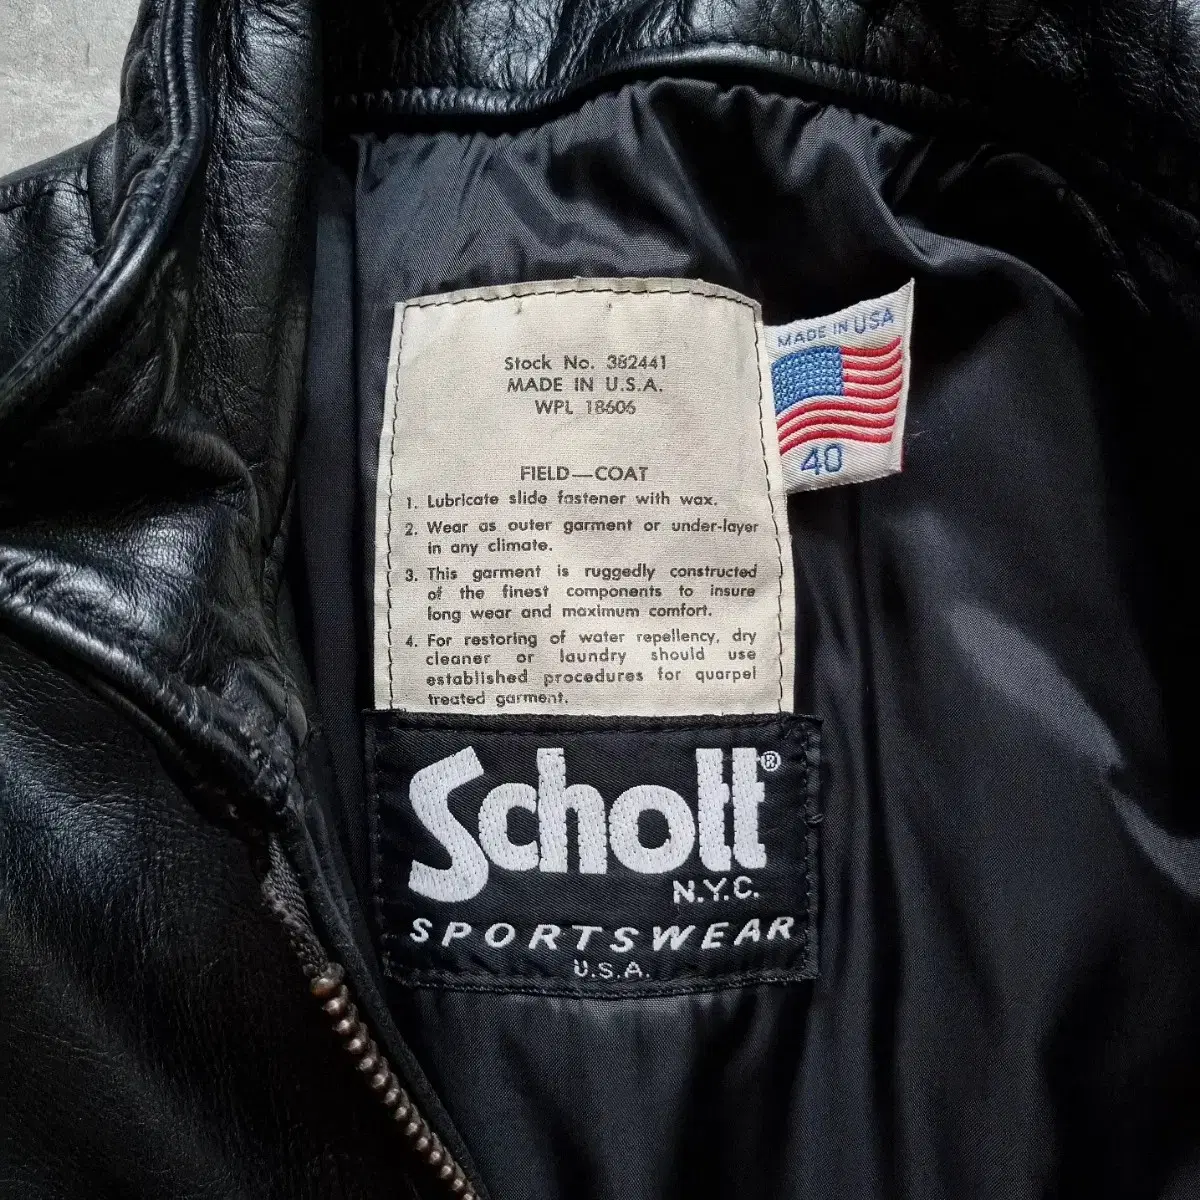 Stock No. 382441
MADE IN U.S.A.
WPL 18606
FIELD—COAT
1. Lubricate slide fastener with wax.
2. Wear as outer garment or under-layer
in any climate.
3. This garment is ruggedly constructed
of the finest components to insure
long wear and maximum comfort.
4. For restoring of water repellency, dry
cleaner or laundry should use
established procedures for quarpel
treated garment.
MADE IN USA
40
Schott®
N.Y.C.
SPORTSWEAR
U.S.A.